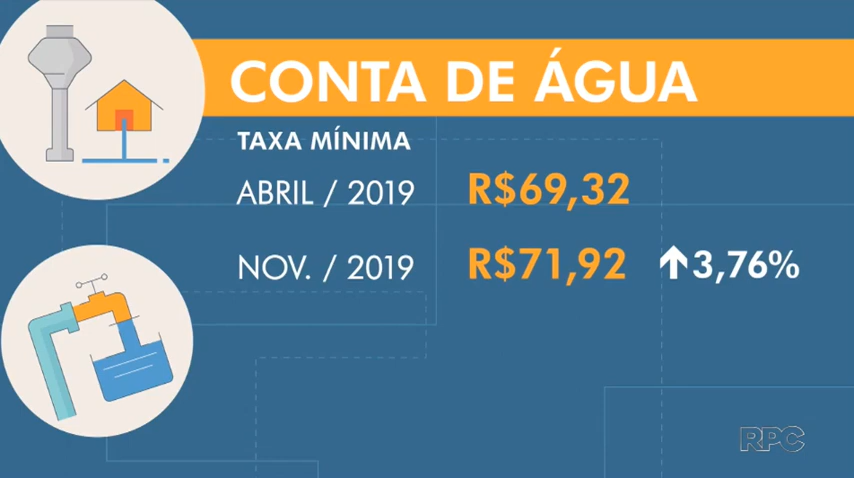 CONTA DE ÁGUA
TAXA MÍNIMA
ABRIL / 2019 R$69,32
NOV. / 2019 R$71,92 ↑3,76%
RPC